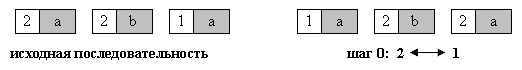 2 a 2 b 1 a 1 a 2 b 2 a
исходная последовательность шаг 0: 2 ⟷ 1